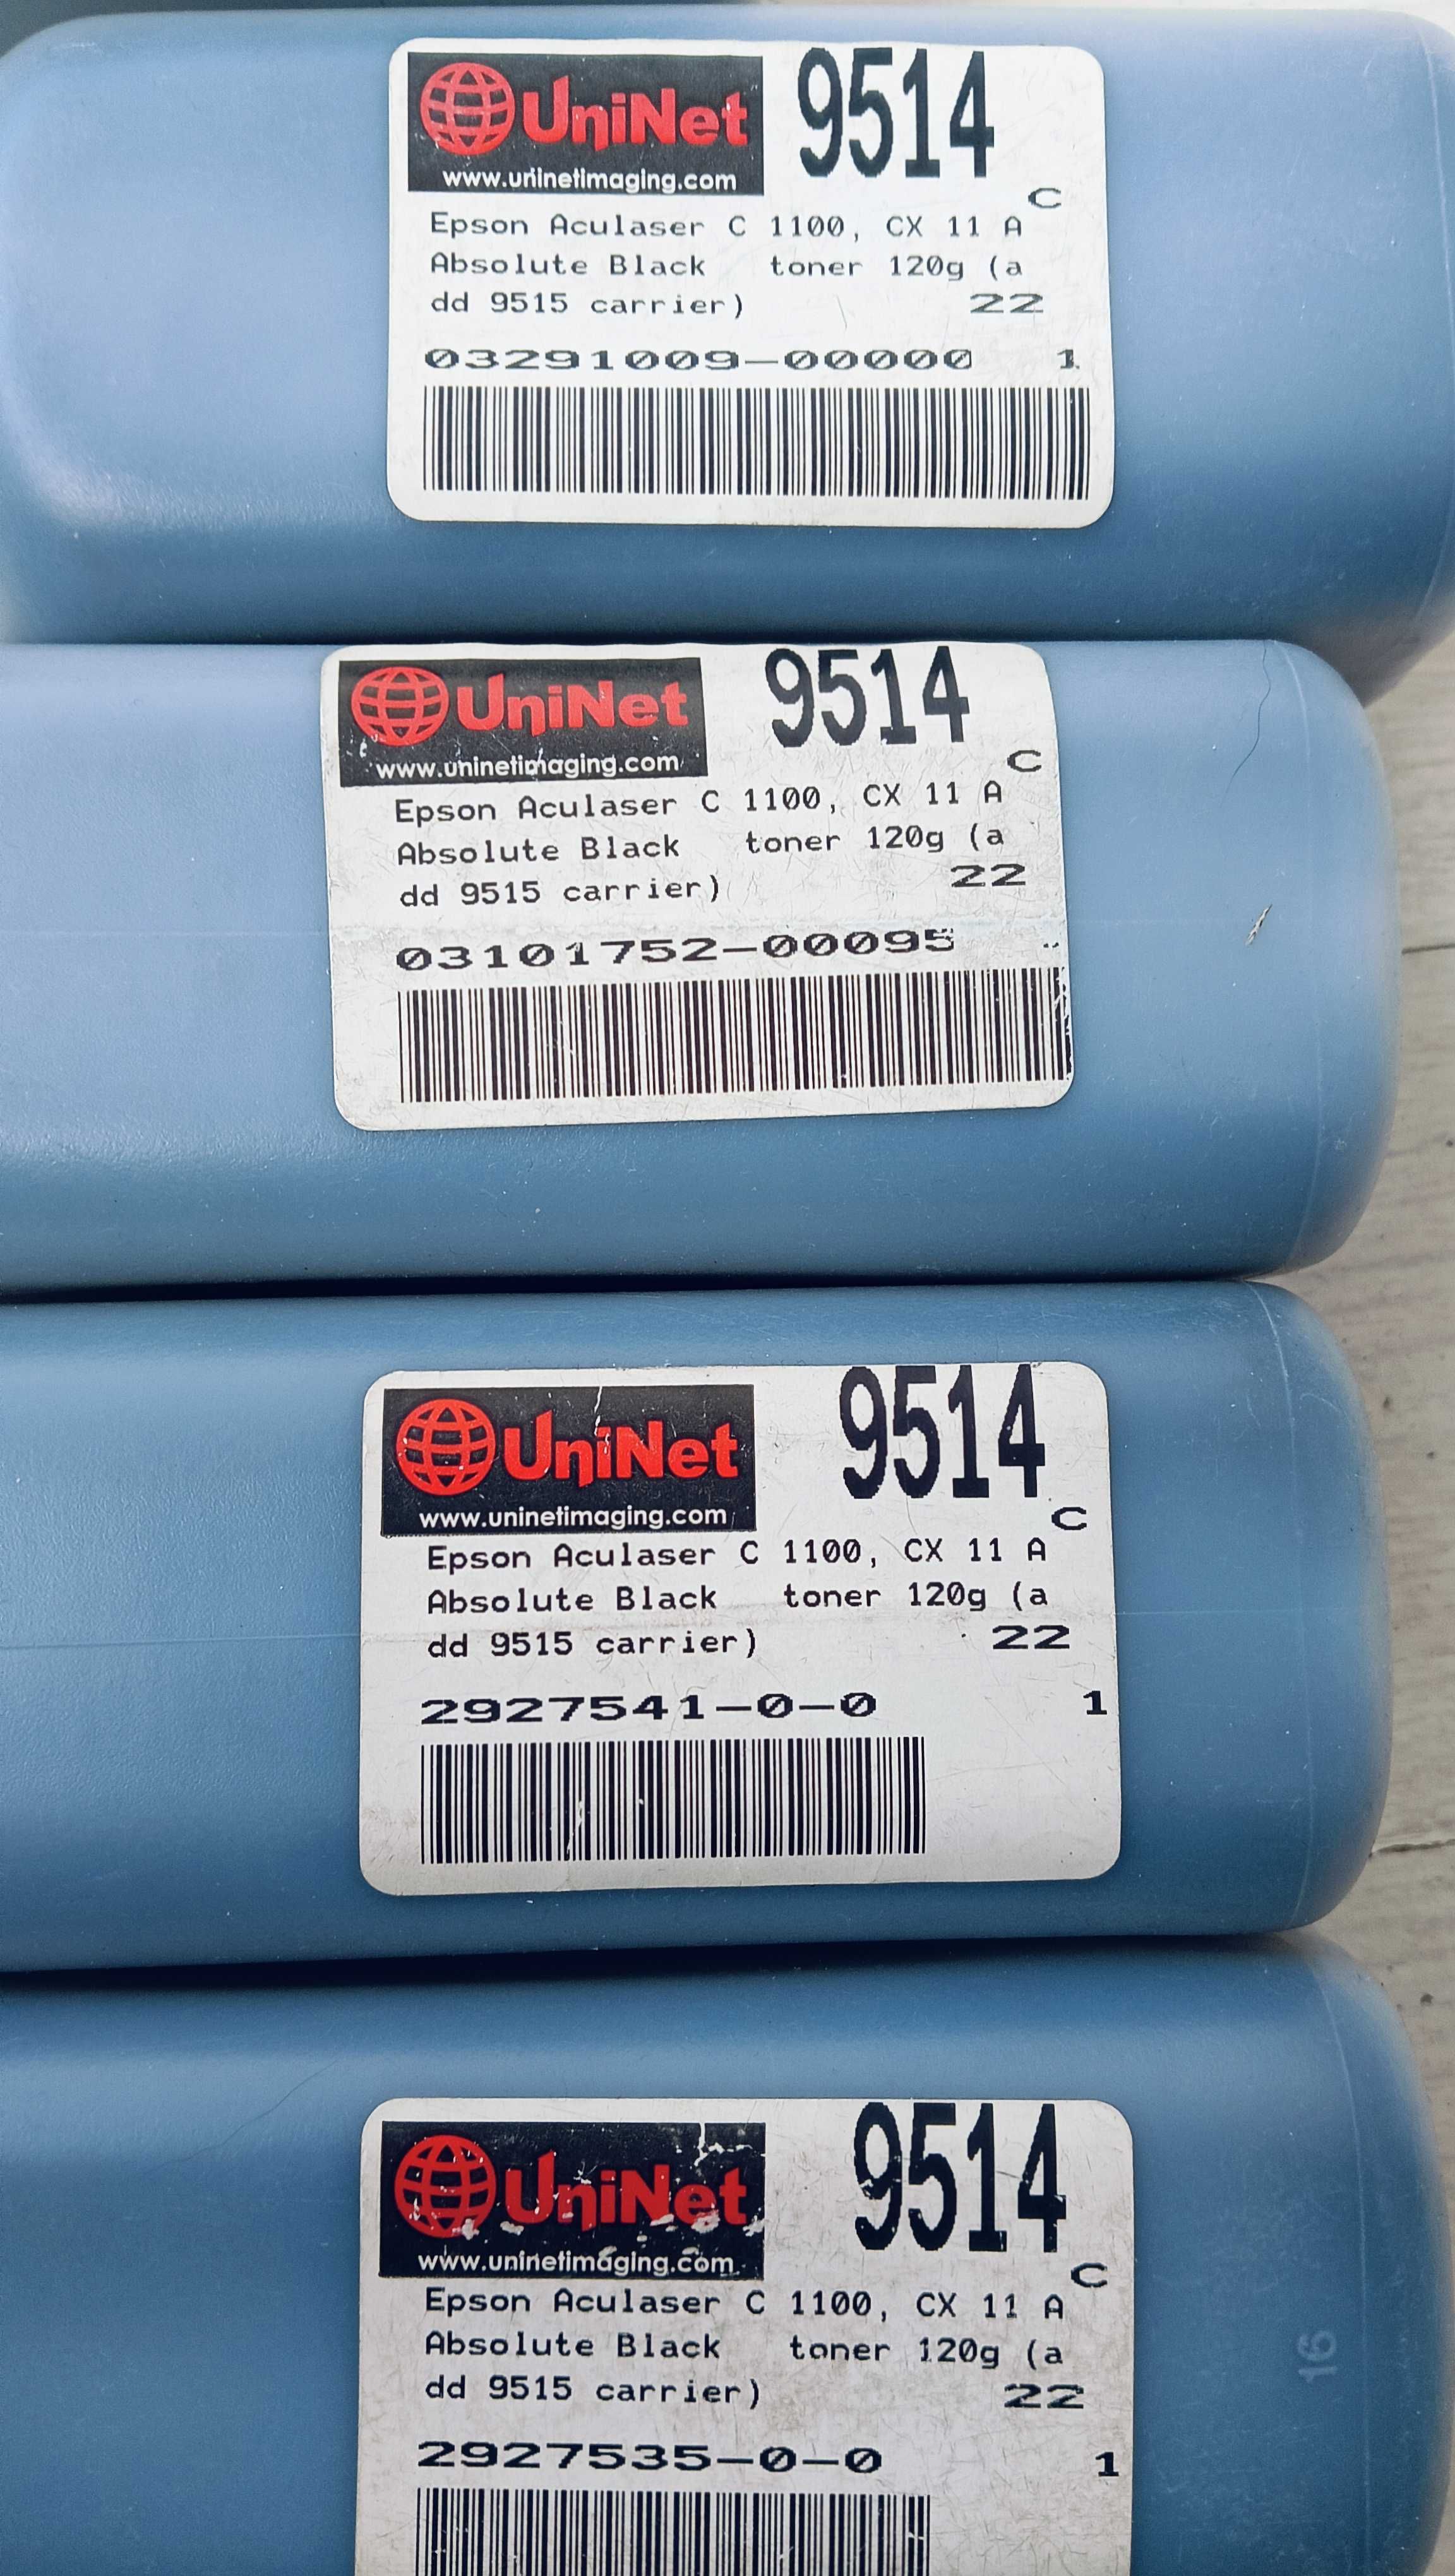 UniNet
9514
www.uninetimaging.com
C
Epson Aculaser C 1100, CX 11 A
Absolute Black toner 120g (a
dd 9515 carrier)
22
03291009-00000 1
UniNet
9514
www.uninetimaging.com
C
Epson Aculaser C 1100, CX 11 A
Absolute Black toner 120g (a
dd 9515 carrier)
22
03101752-00095
UniNet
9514
www.uninetimaging.com
C
Epson Aculaser C 1100, CX 11 A
Absolute Black toner 120g (a
dd 9515 carrier)
22
2927541-0-0 1
UniNet
9514
www.uninetimaging.com
C
Epson Aculaser C 1100, CX 11 A
Absolute Black toner 120g (a
dd 9515 carrier)
22
2927535-0-0 1
16